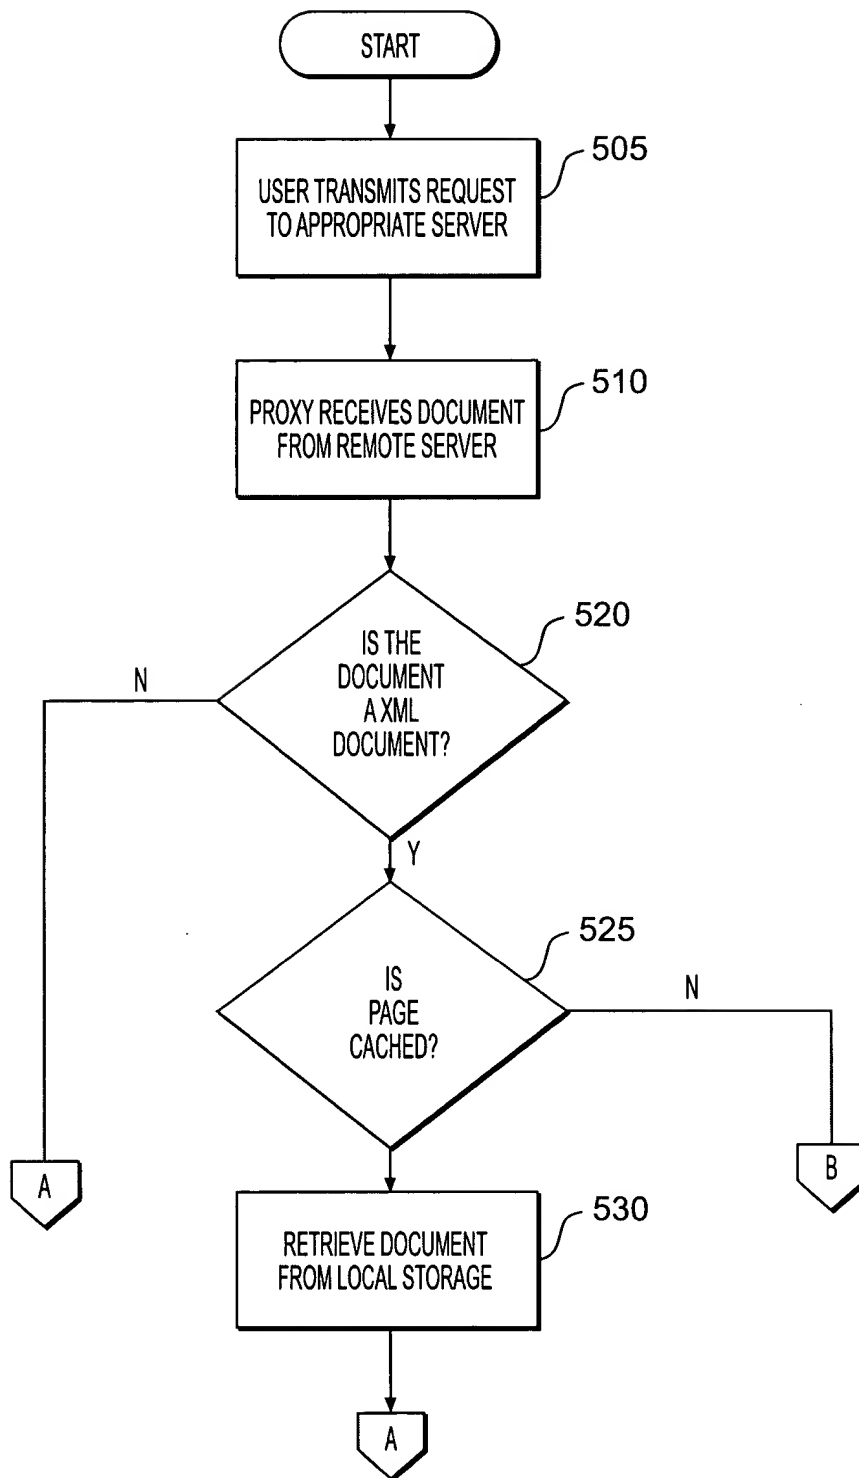 START
505
USER TRANSMITS REQUEST
TO APPROPRIATE SERVER
510
PROXY RECEIVES DOCUMENT
FROM REMOTE SERVER
520
IS THE
DOCUMENT
A XML
DOCUMENT?
N
Y
525
IS
PAGE
CACHED?
N
A
B
530
RETRIEVE DOCUMENT
FROM LOCAL STORAGE
A